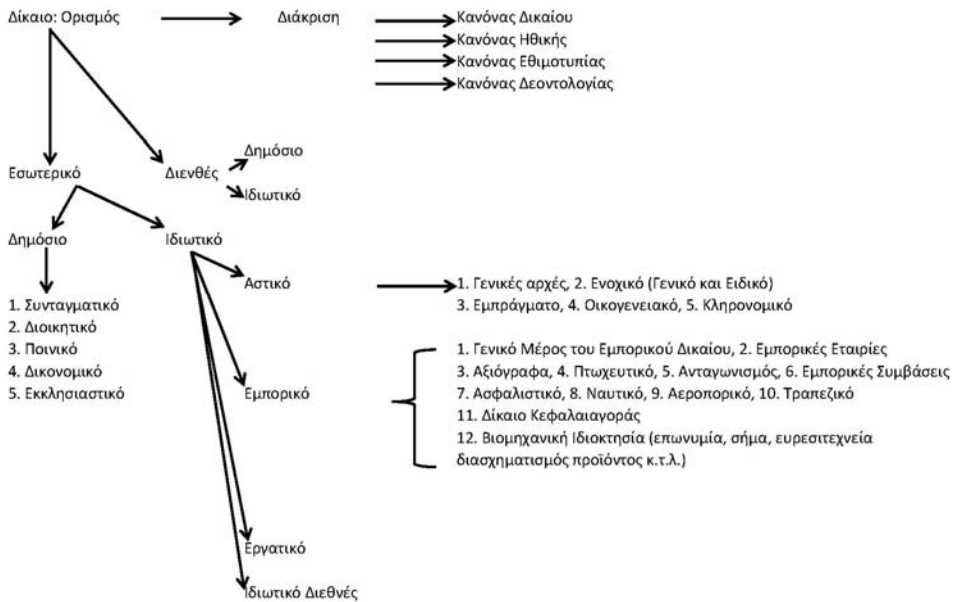 Δίκαιο: Ορισμός
Διάκριση
Κανόνας Δικαίου
Κανόνας Ηθικής
Κανόνας Εθιμοτυπίας
Κανόνας Δεοντολογίας
Εσωτερικό
Διενθές
Δημόσιο
Ιδιωτικό
Δημόσιο
Ιδιωτικό
1. Συνταγματικό
2. Διοικητικό
3. Ποινικό
4. Δικονομικό
5. Εκκλησιαστικό
Αστικό
1. Γενικές αρχές, 2. Ενοχικό (Γενικό και Ειδικό)
3. Εμπράγματο, 4. Οικογενειακό, 5. Κληρονομικό
Εμπορικό
1. Γενικό Μέρος του Εμπορικού Δικαίου, 2. Εμπορικές Εταιρίες
3. Αξιόγραφα, 4. Πτωχευτικό, 5. Ανταγωνισμός, 6. Εμπορικές Συμβάσεις
7. Ασφαλιστικό, 8. Ναυτικό, 9. Αεροπορικό, 10. Τραπεζικό
11. Δίκαιο Κεφαλαιαγοράς
12. Βιομηχανική Ιδιοκτησία (επωνυμία, σήμα, ευρεσιτεχνεία
διασχηματισμός προϊόντος κ.τ.λ.)
Εργατικό
Ιδιωτικό Διεθνές